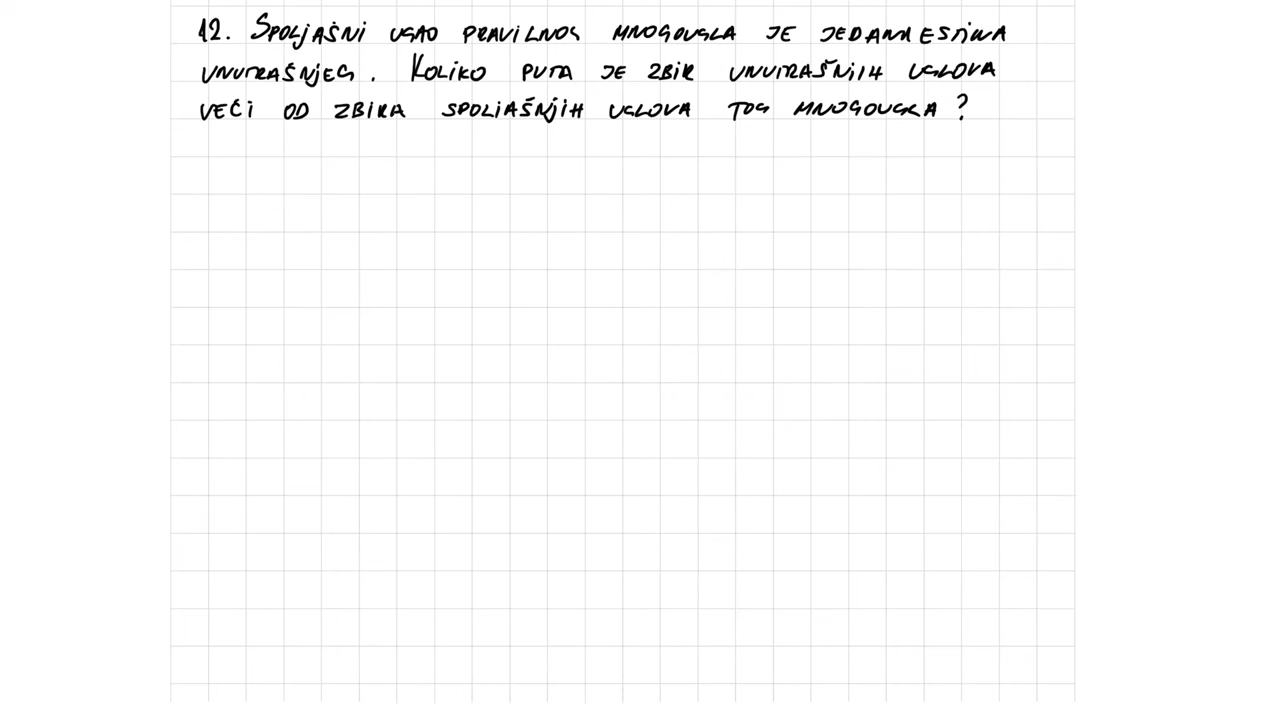 12. Spoljašni ugao pravilnog mnogougla je jedanaestina
unutrašnjeg. Koliko puta je zbir unutrašnjih uglova
veći od zbira spoljašnjih uglova tog mnogougla?